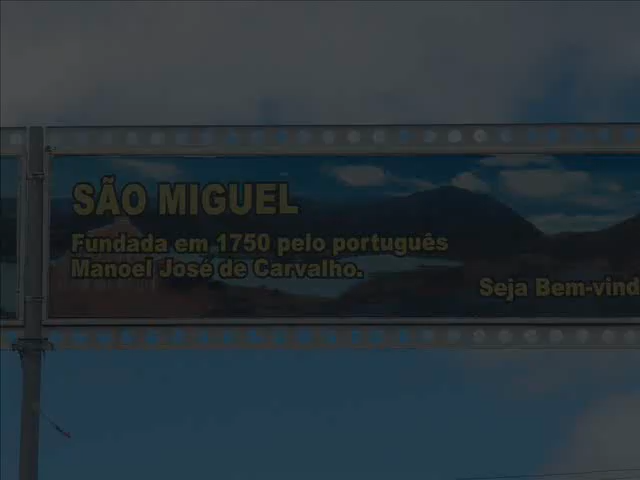 SÃO MIGUEL
Fundada em 1750 pelo português
Manoel José de Carvalho.
Seja Bem-vind